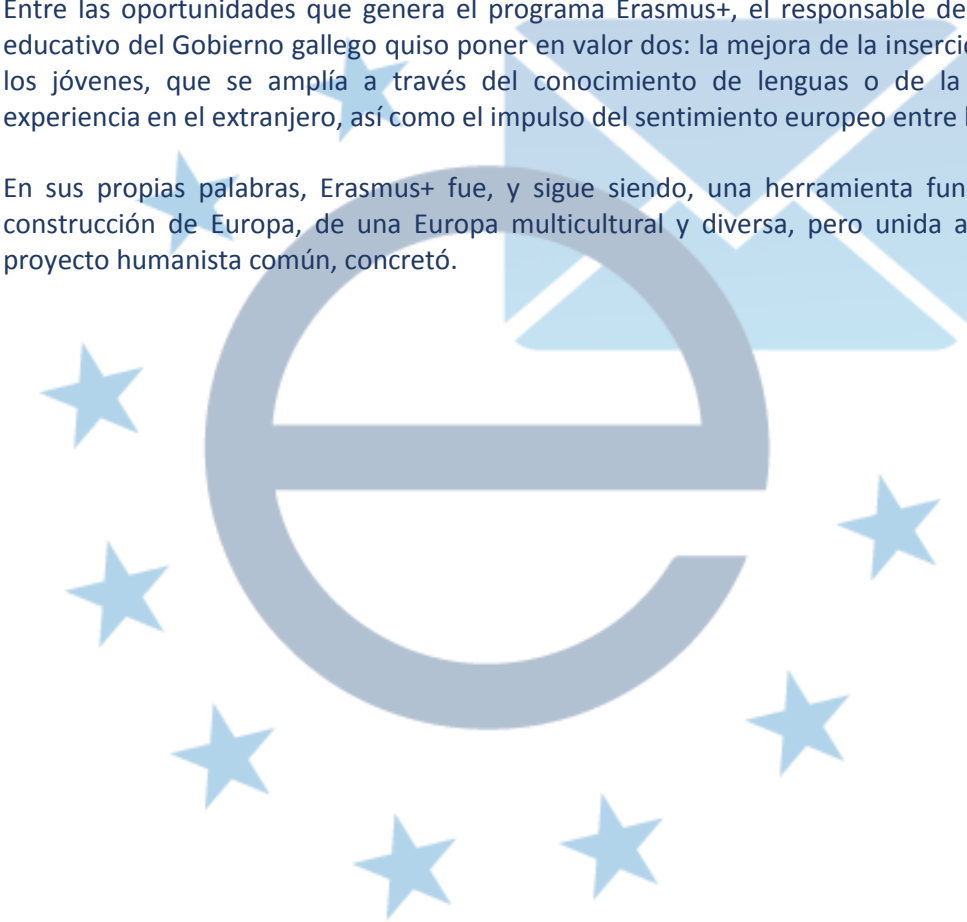 Entre las oportunidades que genera el programa Erasmus+, el responsable de
educativo del Gobierno gallego quiso poner en valor dos: la mejora de la inserci
los jóvenes, que se amplía a través del conocimiento de lenguas o de la
experiencia en el extranjero, así como el impulso del sentimiento europeo entre
En sus propias palabras, Erasmus+ fue, y sigue siendo, una herramienta fun
construcción de Europa, de una Europa multicultural y diversa, pero unida a
proyecto humanista común, concretó.